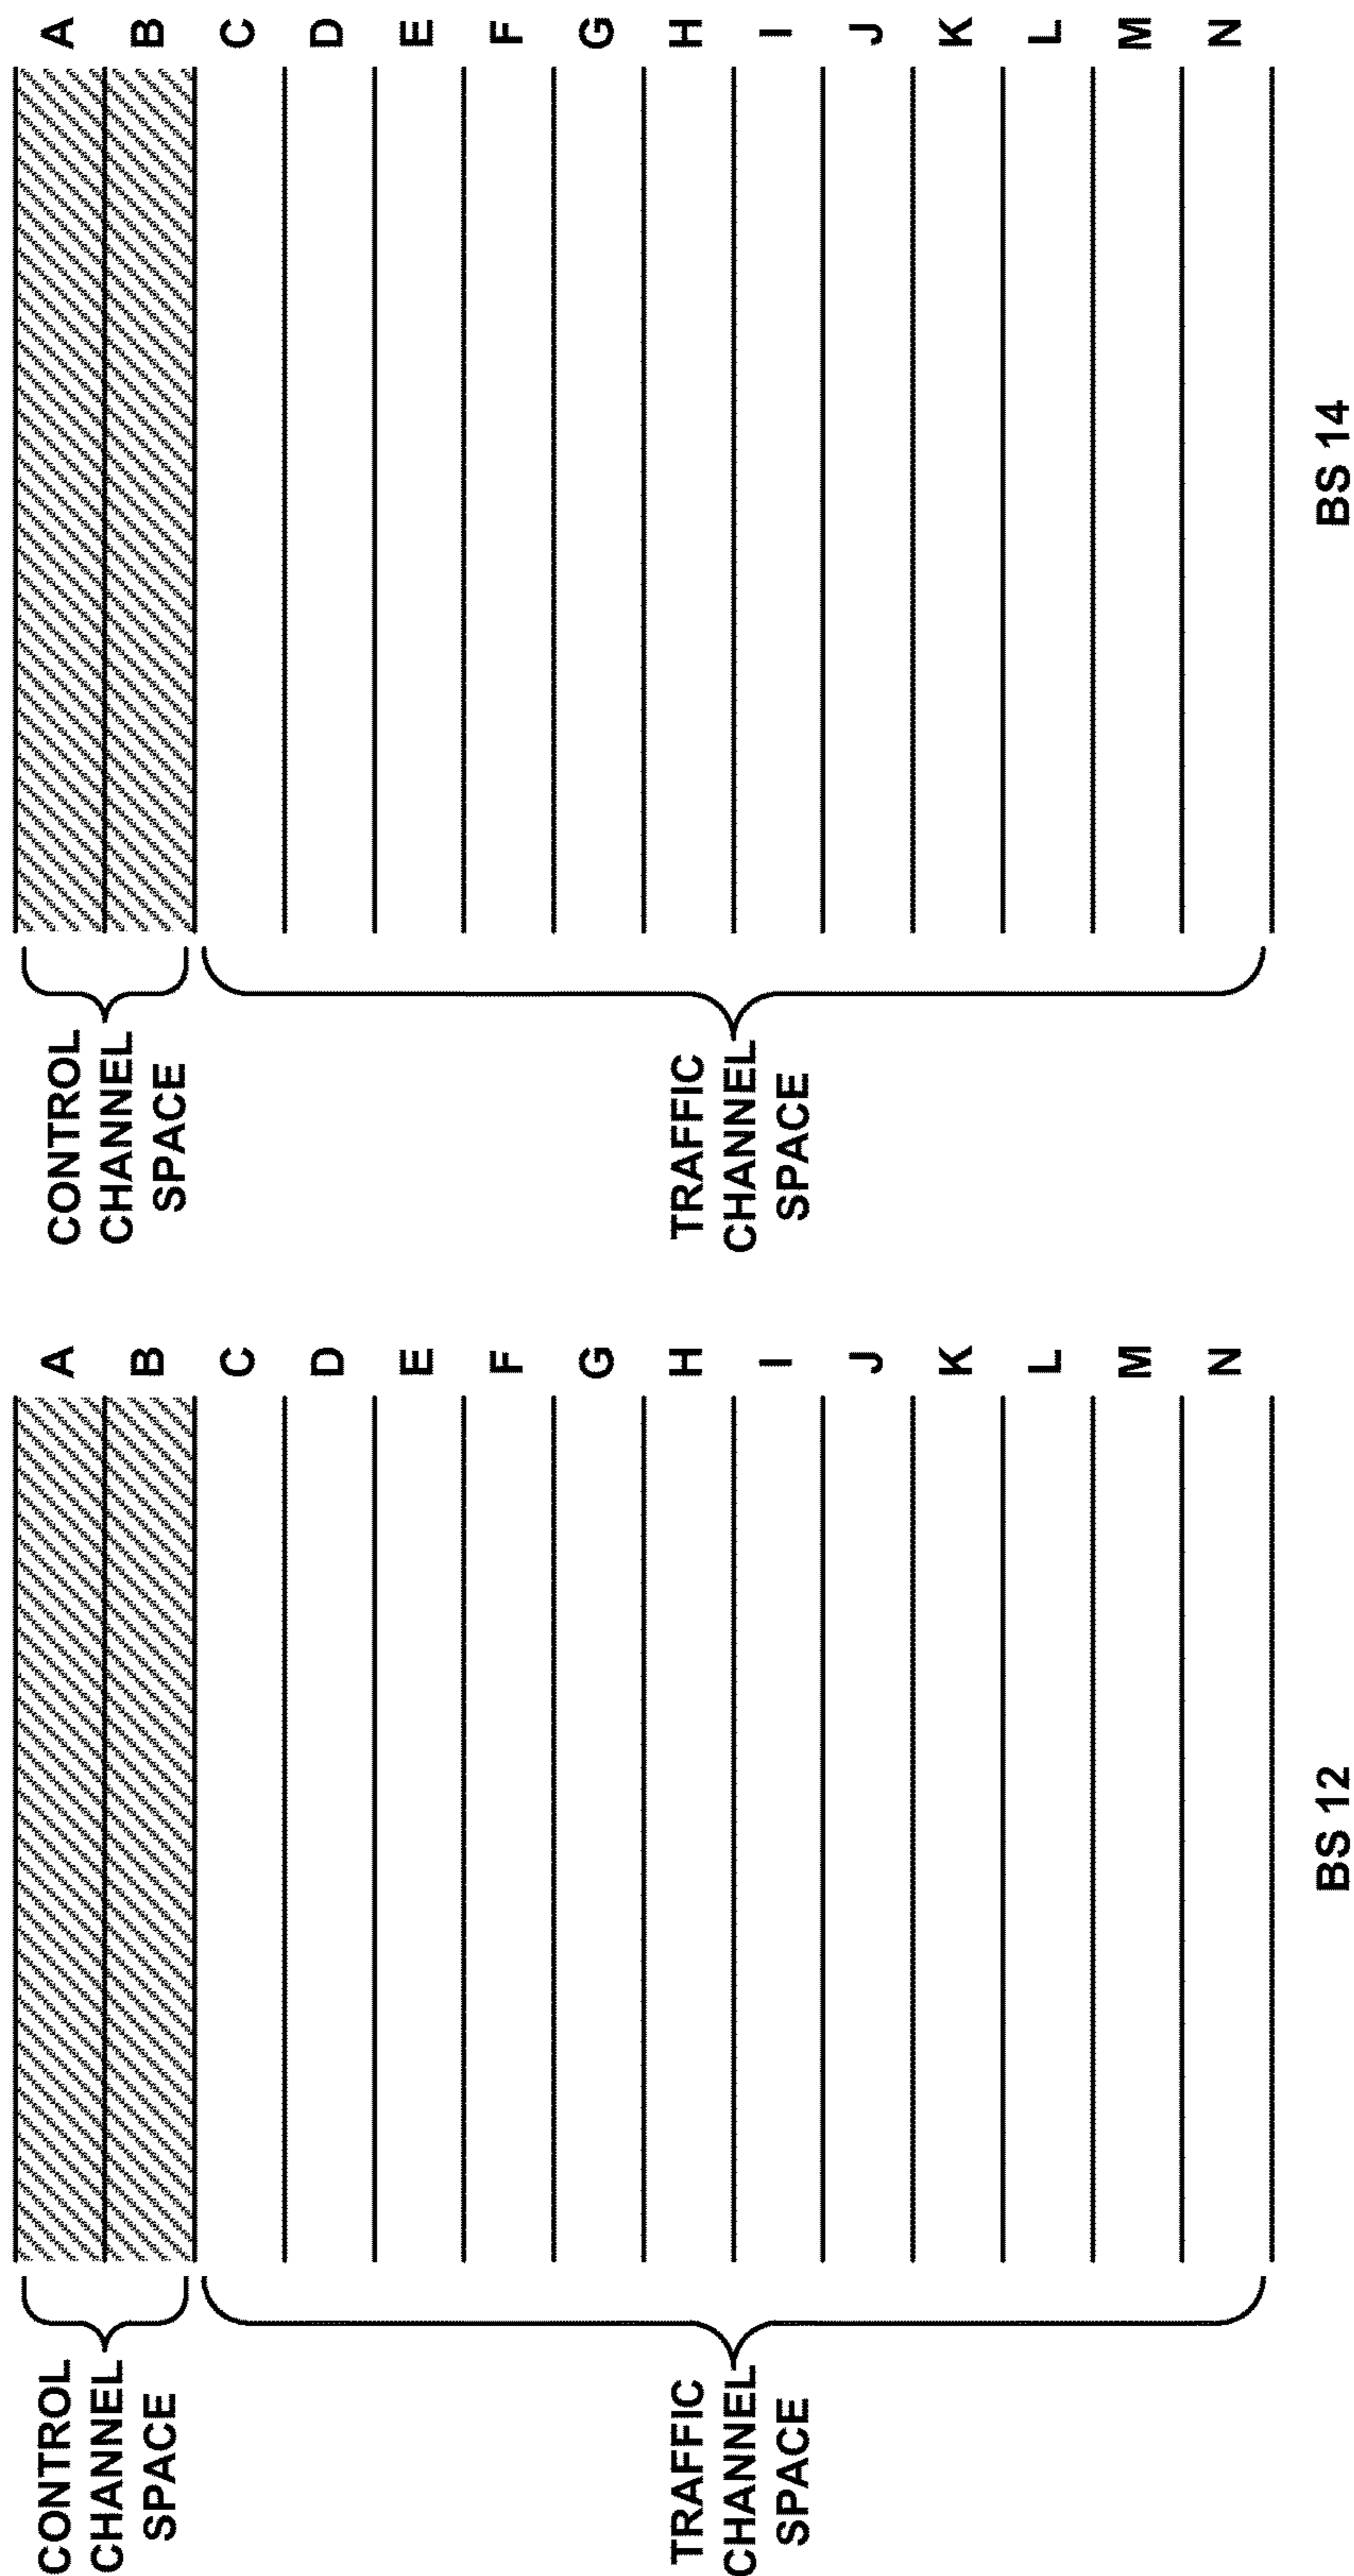 CONTROL
CHANNEL
SPACE
TRAFFIC
CHANNEL
SPACE
A
B
C
D
E
F
G
H
I
J
K
L
M
N
BS 12
CONTROL
CHANNEL
SPACE
TRAFFIC
CHANNEL
SPACE
A
B
C
D
E
F
G
H
I
J
K
L
M
N
BS 14